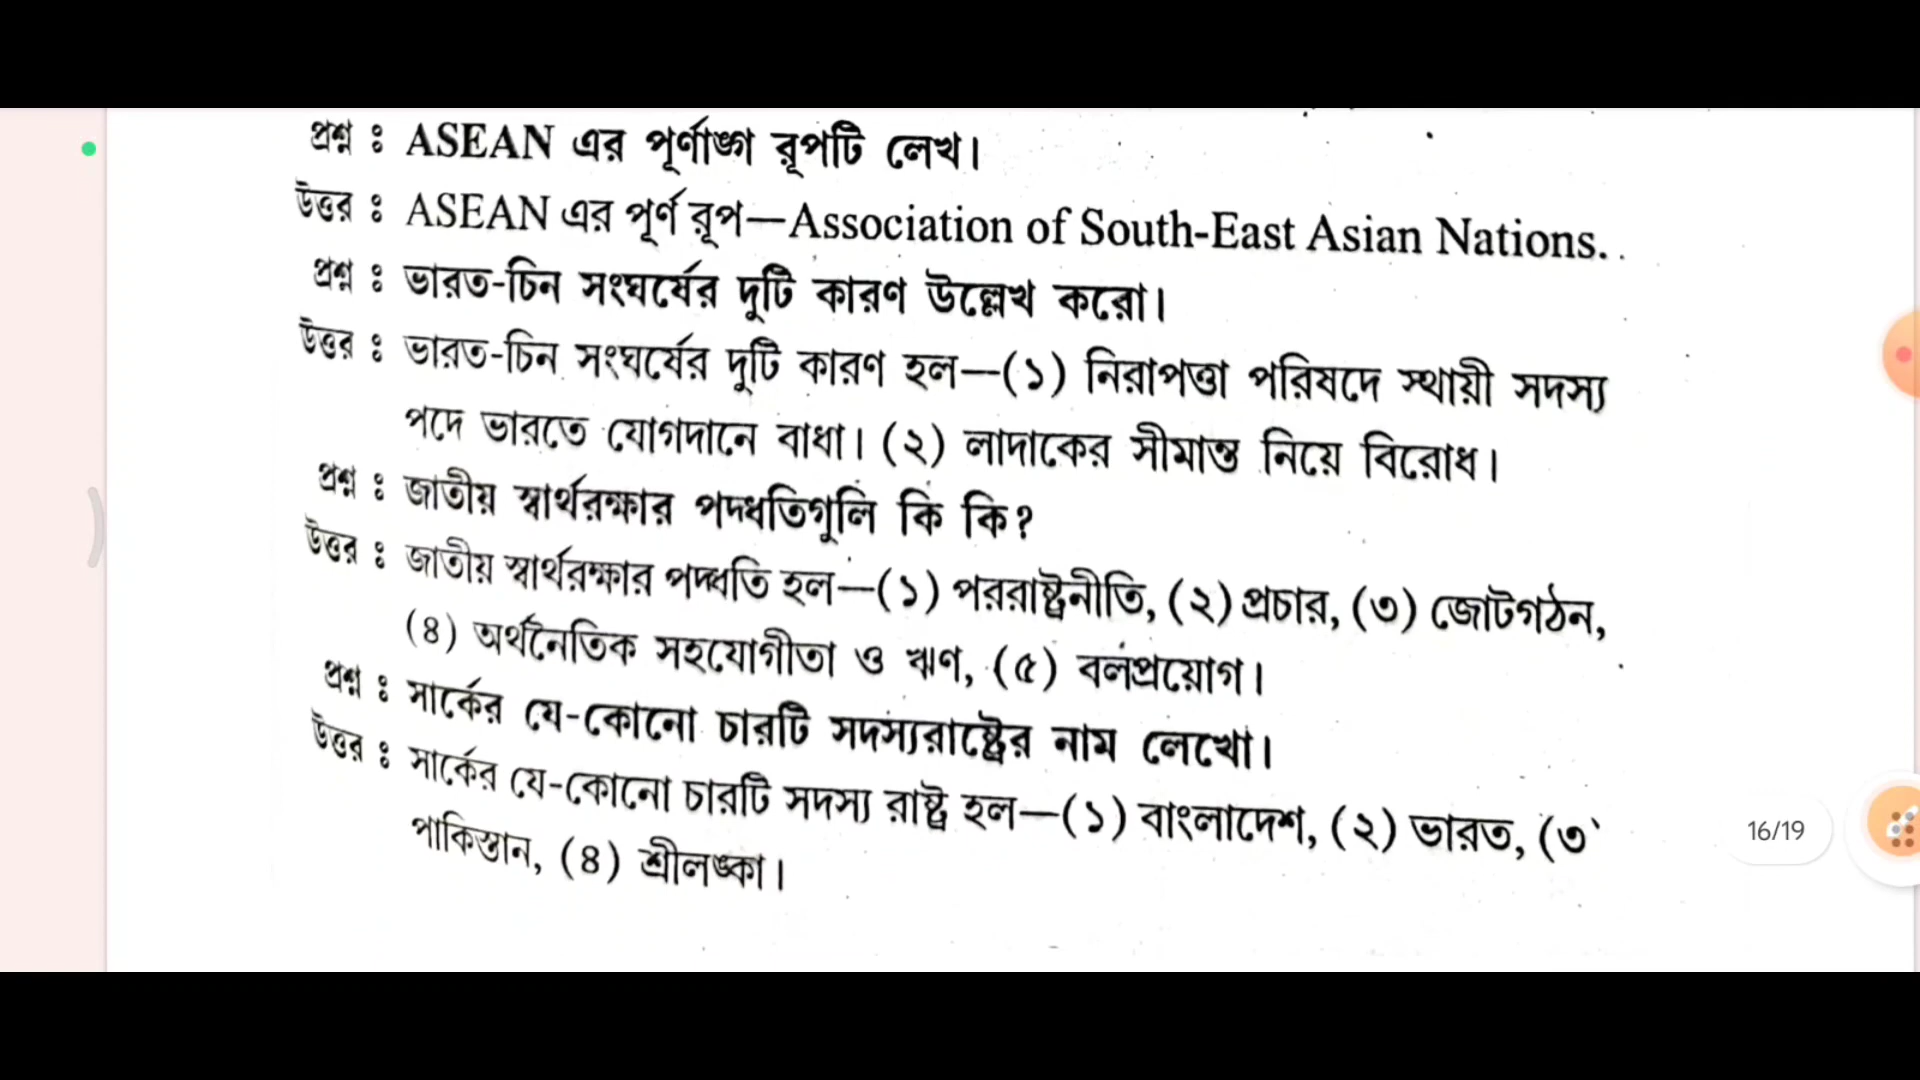 প্রশ্ন ঃ ASEAN এর পূর্ণাঙ্গ রূপটি লেখ।
উত্তর ঃ ASEAN এর পূর্ণ রূপ—Association of South-East Asian Nations.
প্রশ্ন ঃ ভারত-চিন সংঘর্ষের দুটি কারণ উল্লেখ করো।
উত্তর ঃ ভারত-চিন সংঘর্ষের দুটি কারণ হল—(১) নিরাপত্তা পরিষদে স্থায়ী সদস্য
পদে ভারতে যোগদানে বাধা। (২) লাদাকের সীমান্ত নিয়ে বিরোধ।
প্রশ্ন ঃ জাতীয় স্বার্থরক্ষার পদ্ধতিগুলি কি কি?
উত্তর ঃ জাতীয় স্বার্থরক্ষার পদ্ধতি হল—(১) পররাষ্ট্রনীতি, (২) প্রচার, (৩) জোটগঠন,
(৪) অর্থনৈতিক সহযোগীতা ও ঋণ, (৫) বলপ্রয়োগ।
প্রশ্ন ঃ সার্কের যে-কোনো চারটি সদস্যরাষ্ট্রের নাম লেখো।
উত্তর ঃ সার্কের যে-কোনো চারটি সদস্য রাষ্ট্র হল—(১) বাংলাদেশ, (২) ভারত, (৩
পাকিস্তান, (৪) শ্রীলঙ্কা।
16/19